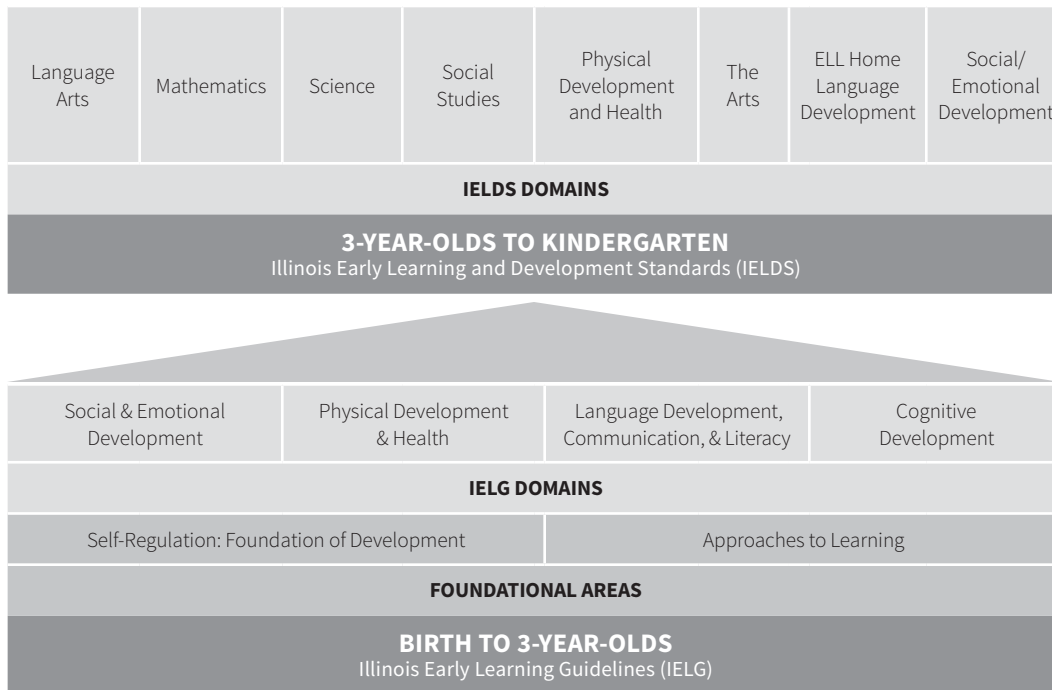 Language
Arts
Mathematics
Science
Social
Studies
Physical
Development
and Health
The
Arts
ELL Home
Language
Development
Social/
Emotional
Development
IELDS DOMAINS
3-YEAR-OLDS TO KINDERGARTEN
Illinois Early Learning and Development Standards (IELDS)
Social & Emotional
Development
Physical Development
& Health
Language Development,
Communication, & Literacy
Cognitive
Development
IELG DOMAINS
Self-Regulation: Foundation of Development
Approaches to Learning
FOUNDATIONAL AREAS
BIRTH TO 3-YEAR-OLDS
Illinois Early Learning Guidelines (IELG)